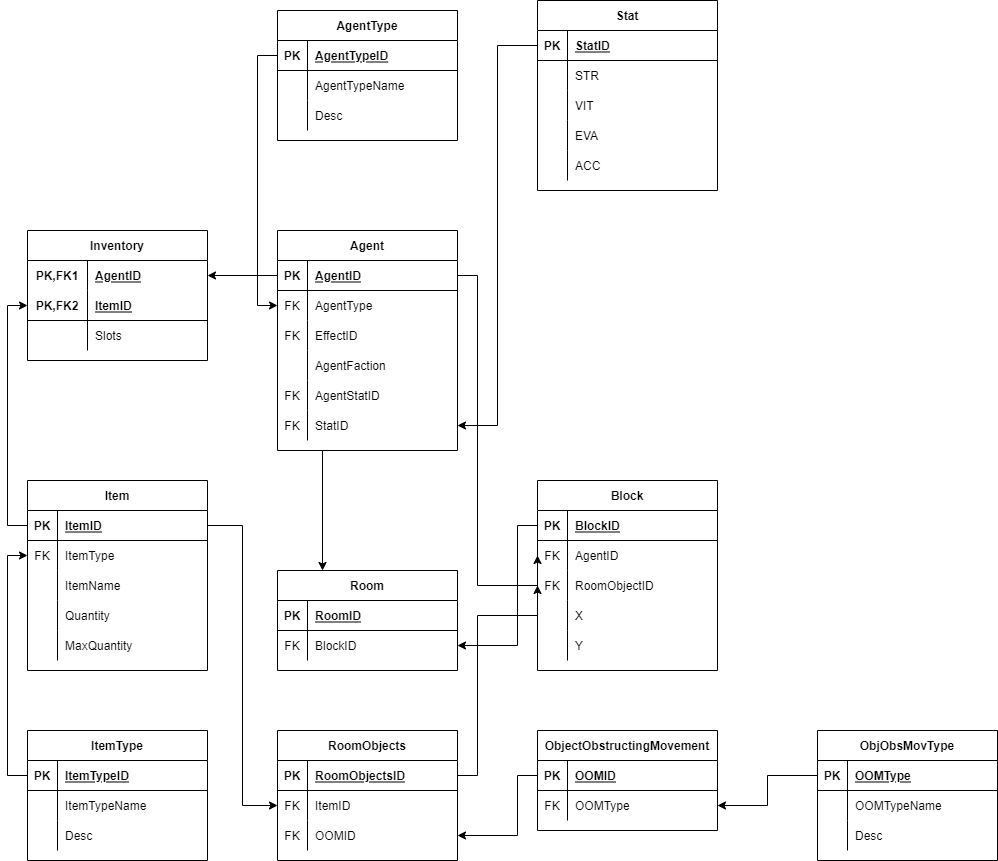 AgentType
PK AgentTypeID
AgentTypeName
Desc
Stat
PK StatID
STR
VIT
EVA
ACC
Inventory
PK,FK1 AgentID
PK,FK2 ItemID
Slots
Agent
PK AgentID
FK AgentType
FK EffectID
AgentFaction
FK AgentStatID
FK StatID
Item
PK ItemID
FK ItemType
ItemName
Quantity
MaxQuantity
Room
PK RoomID
FK BlockID
Block
PK BlockID
FK AgentID
FK RoomObjectID
X
Y
ItemType
PK ItemTypeID
ItemTypeName
Desc
RoomObjects
PK RoomObjectsID
FK ItemID
FK OOMID
ObjectObstructingMovement
PK OOMID
FK OOMType
ObjObsMovType
PK OOMType
OOMTypeName
Desc